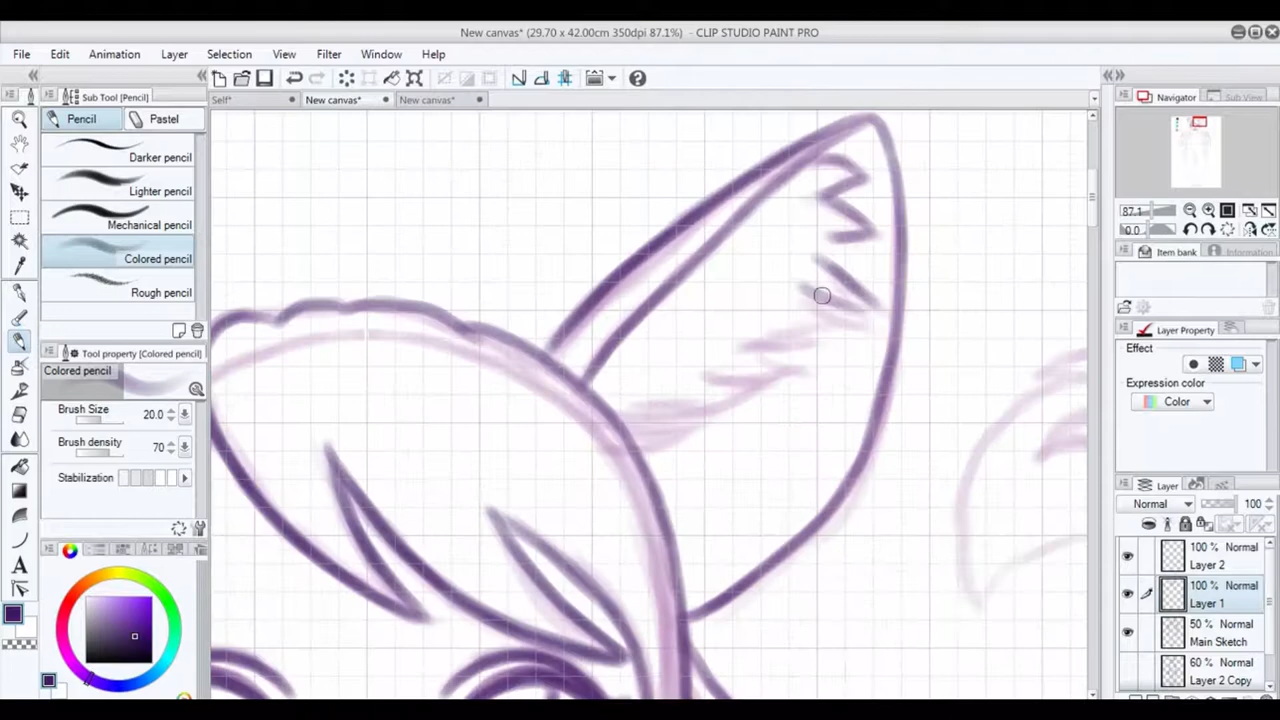 New canvas* (29.70 x 42.00cm 350dpi 87.1%) - CLIP STUDIO PAINT PRO
File Edit Animation Layer Selection View Filter Window Help
Sub Tool [Pencil]
Self* New canvas* New canvas*
Navigator Sub View
Pencil Pastel
Darker pencil
Lighter pencil
Mechanical pencil
Colored pencil
Rough pencil
Tool property [Colored pencil]
Colored pencil
Brush Size 20.0
Brush density 70
Stabilization
87.1
0.0
Item bank Information
Layer Property
Effect
Expression color
Color
Layer
Normal 100
100 % Normal
Layer 2
100 % Normal
Layer 1
50 % Normal
Main Sketch
60 % Normal
Layer 2 Copy